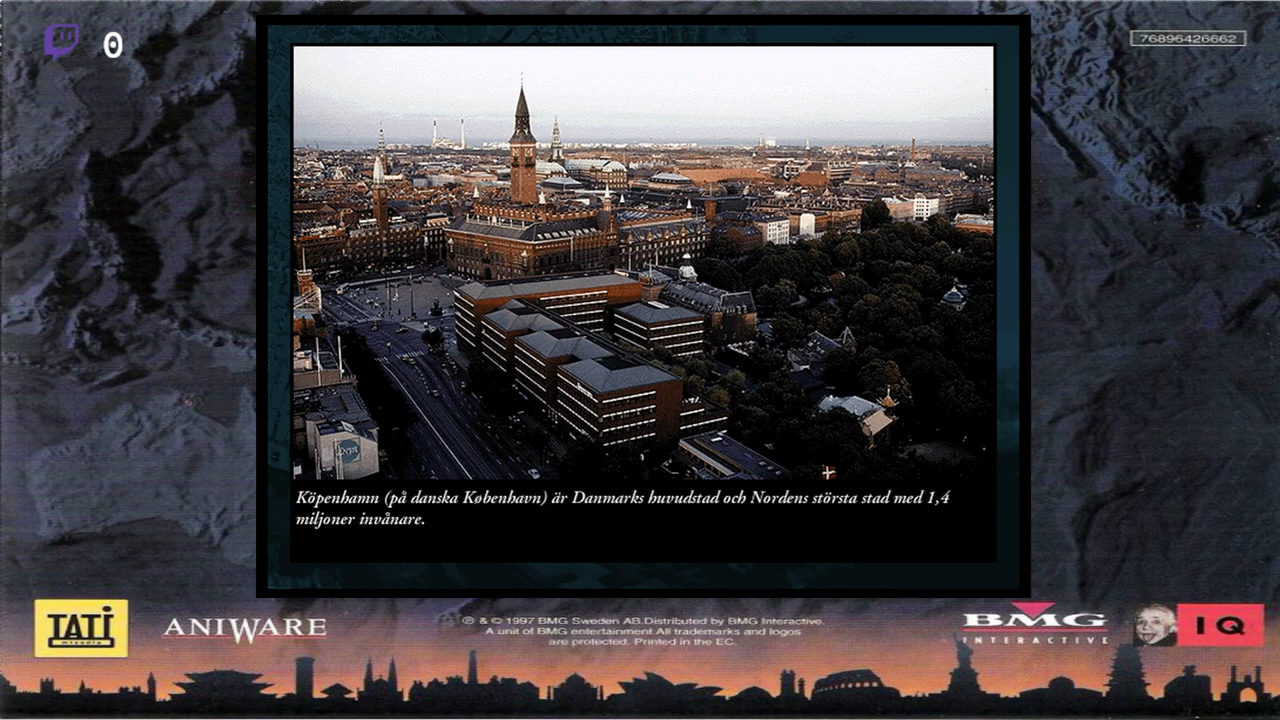 0
76896426662
Köpenhamn (på danska København) är Danmarks huvudstad och Nordens största stad med 1,4
miljoner invånare.
TATi
mixedia
ANIWARE
℗ & © 1997 BMG Sweden AB.Distributed by BMG Interactive.
A unit of BMG entertainment.All trademarks and logos
are protected. Printed in the EC.
BMG
INTERACTIVE
IQ